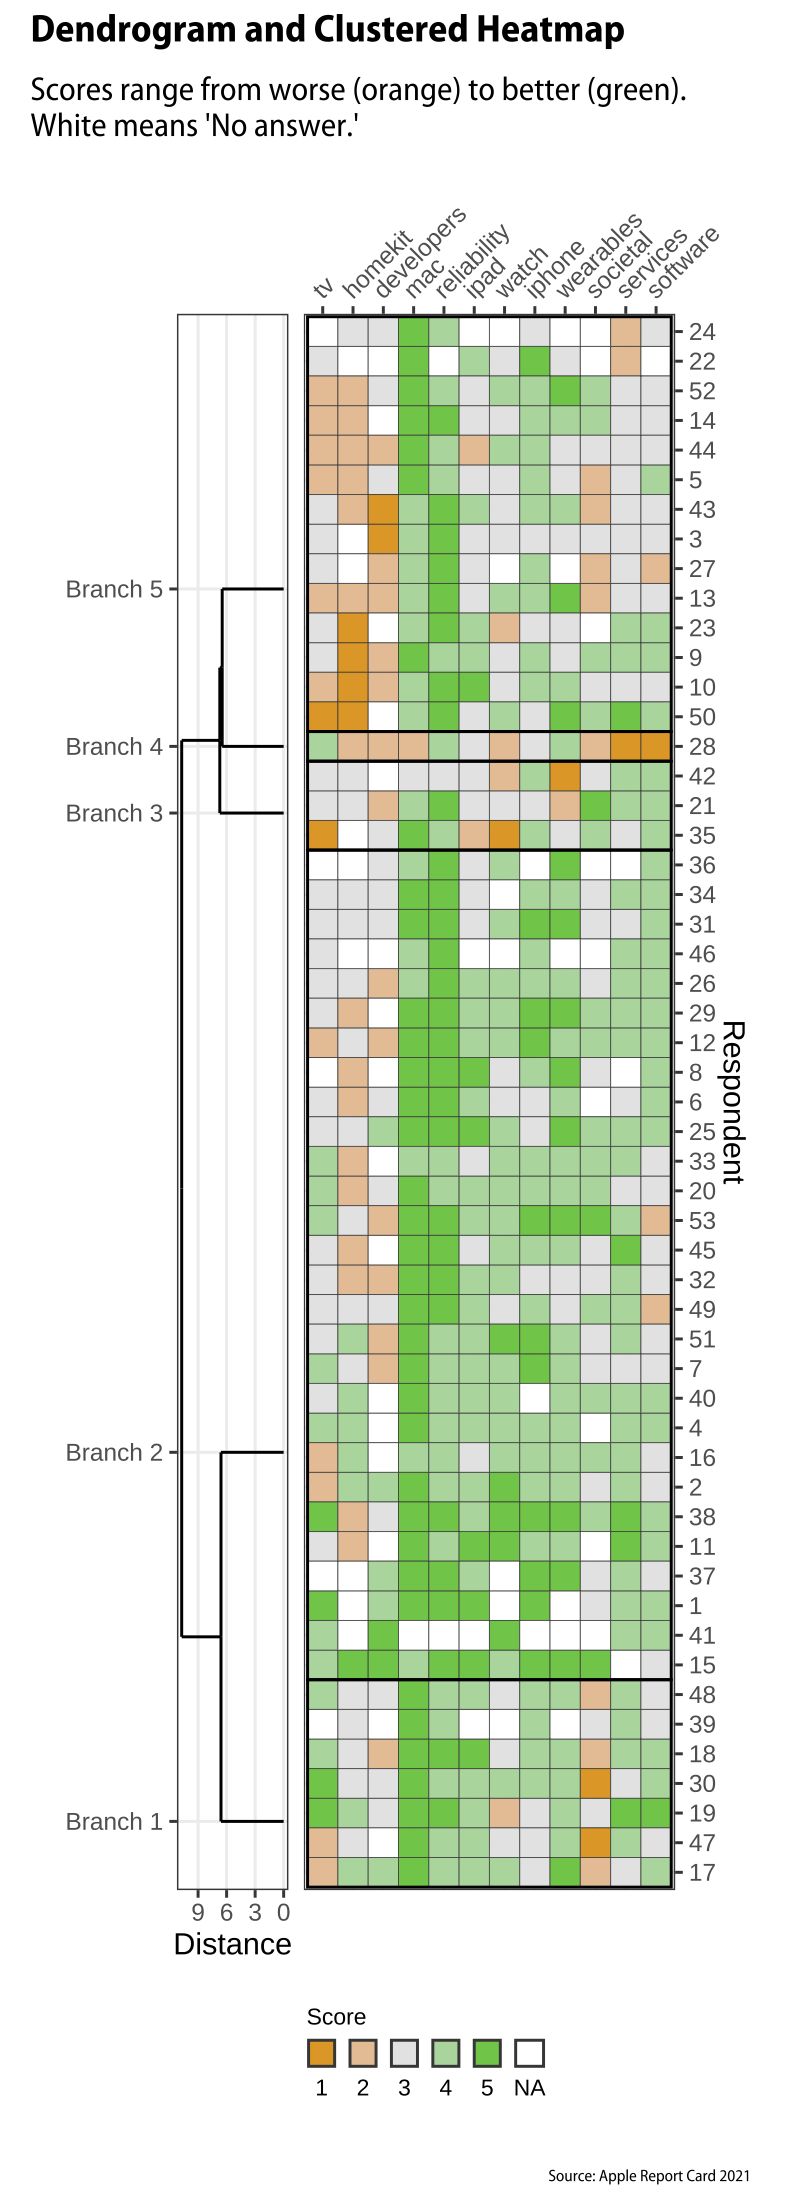 Dendrogram and Clustered Heatmap
Scores range from worse (orange) to better (green).
White means 'No answer.'
tv
homekit
developers
mac
reliability
ipad
watch
iphone
wearables
societal
services
software
24
22
52
14
44
5
43
3
27
Branch 5
13
23
9
10
50
Branch 4
28
42
21
Branch 3
35
36
34
31
46
26
29
12
8
6
25
33
20
53
45
32
49
51
7
40
4
Branch 2
16
2
38
11
37
1
41
15
48
39
18
30
Branch 1
19
47
17
Respondent
9 6 3 0
Distance
Score
1 2 3 4 5 NA
Source: Apple Report Card 2021